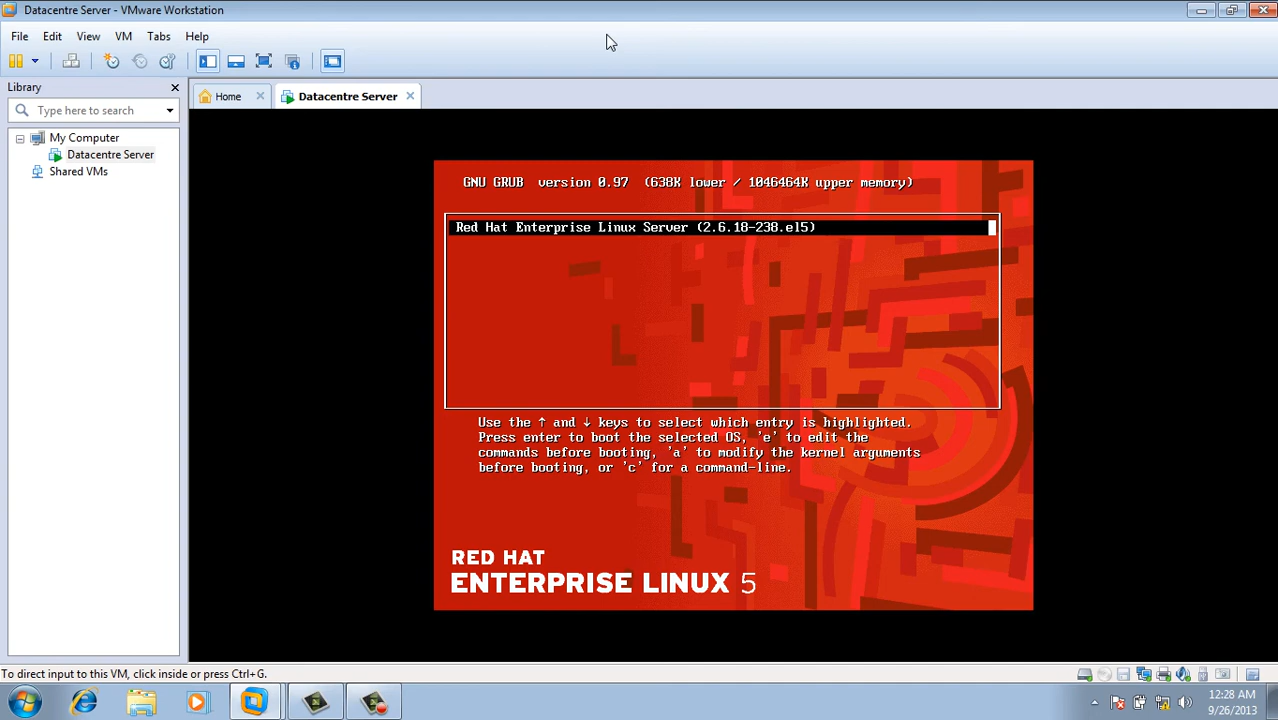 Datacentre Server - VMware Workstation
File Edit View VM Tabs Help
Library
Type here to search
My Computer
Datacentre Server
Shared VMs
Home
Datacentre Server
GNU GRUB version 0.97 (638K lower / 1046464K upper memory)
Red Hat Enterprise Linux Server (2.6.18-238.el5)
Use the ↑ and ↓ keys to select which entry is highlighted.
Press enter to boot the selected OS, 'e' to edit the
commands before booting, 'a' to modify the kernel arguments
before booting, or 'c' for a command-line.
RED HAT
ENTERPRISE LINUX 5
To direct input to this VM, click inside or press Ctrl+G.
12:28 AM
9/26/2013